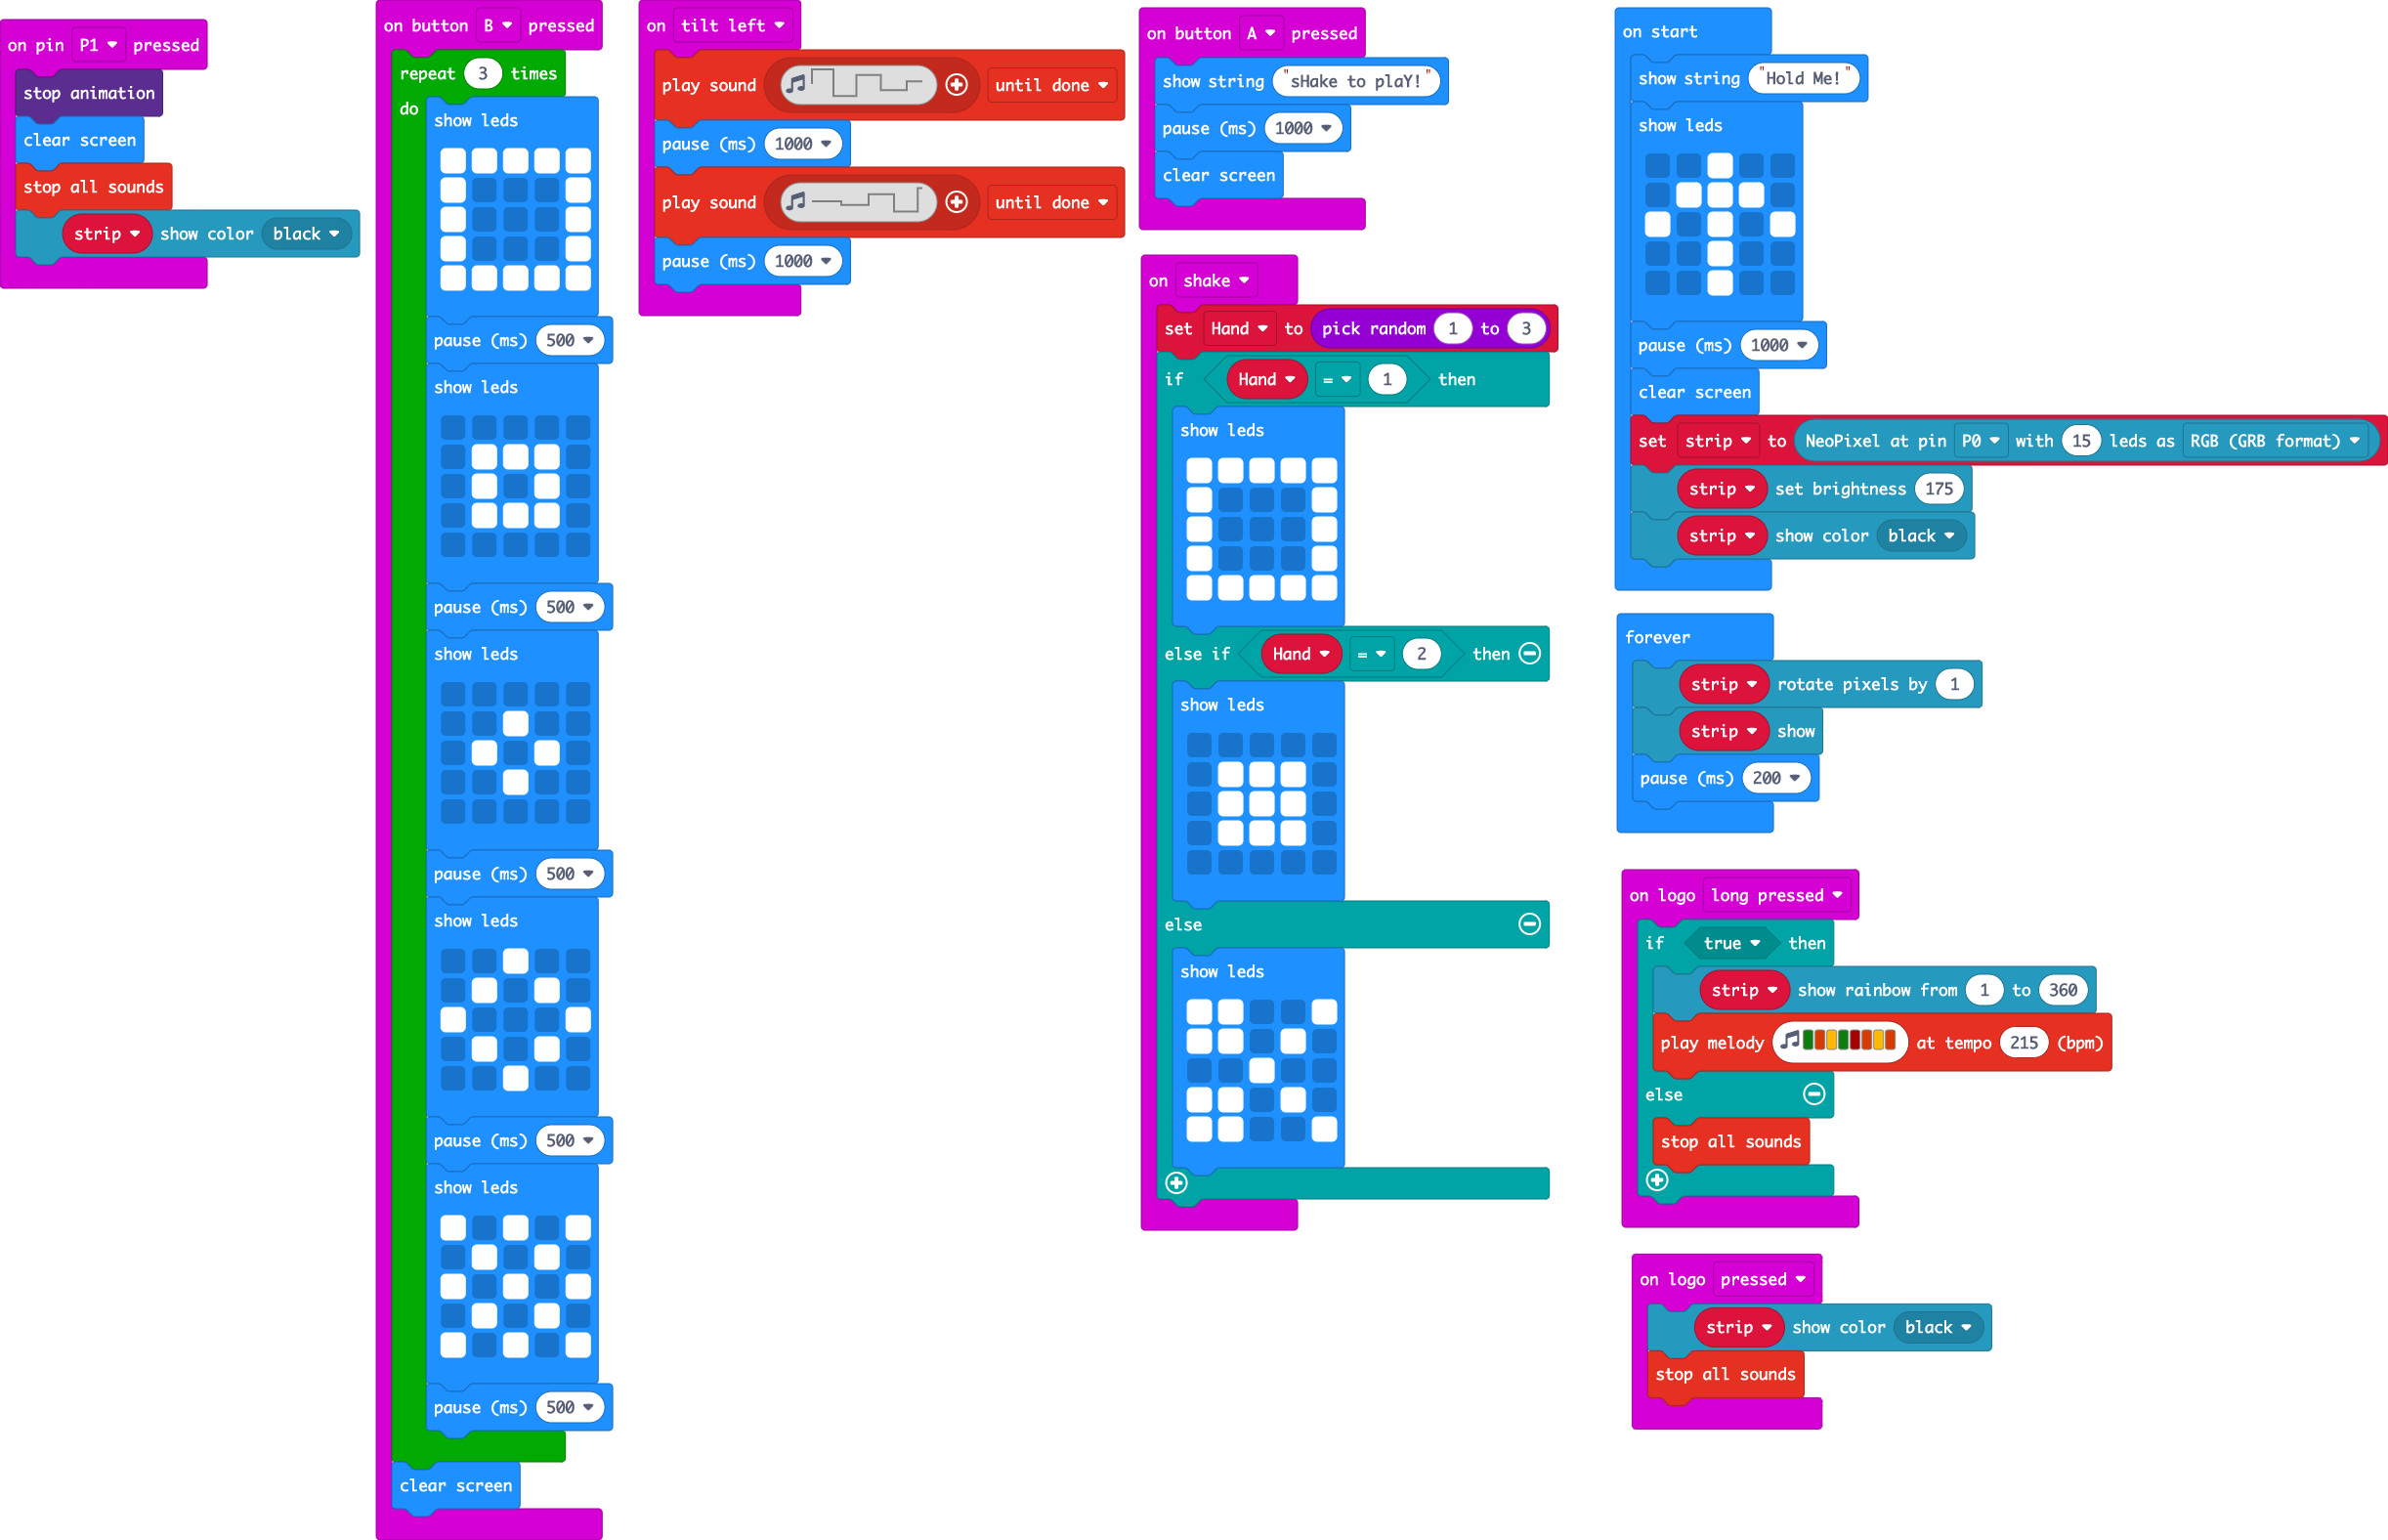 on pin P1 pressed
stop animation
clear screen
stop all sounds
strip show color black
on button B pressed
repeat 3 times
do
show leds
pause (ms) 500
show leds
pause (ms) 500
show leds
pause (ms) 500
show leds
pause (ms) 500
show leds
pause (ms) 500
clear screen
on tilt left
play sound until done
pause (ms) 1000
play sound until done
pause (ms) 1000
on button A pressed
show string "sHake to plaY!"
pause (ms) 1000
clear screen
on shake
set Hand to pick random 1 to 3
if Hand = 1 then
show leds
else if Hand = 2 then
show leds
else
show leds
on start
show string "Hold Me!"
show leds
pause (ms) 1000
clear screen
set strip to NeoPixel at pin P0 with 15 leds as RGB (GRB format)
strip set brightness 175
strip show color black
forever
strip rotate pixels by 1
strip show
pause (ms) 200
on logo long pressed
if true then
strip show rainbow from 1 to 360
play melody at tempo 215 (bpm)
else
stop all sounds
on logo pressed
strip show color black
stop all sounds